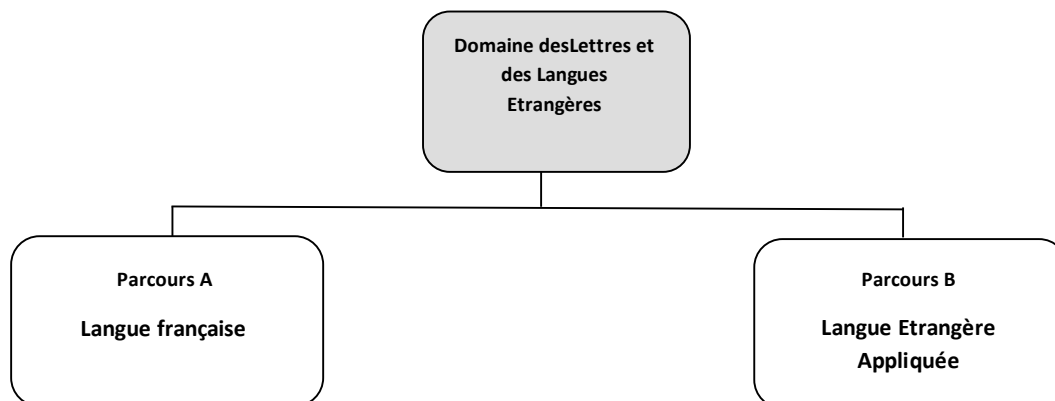 Domaine desLettres et
des Langues
Etrangères
Parcours A
Langue française
Parcours B
Langue Etrangère
Appliquée